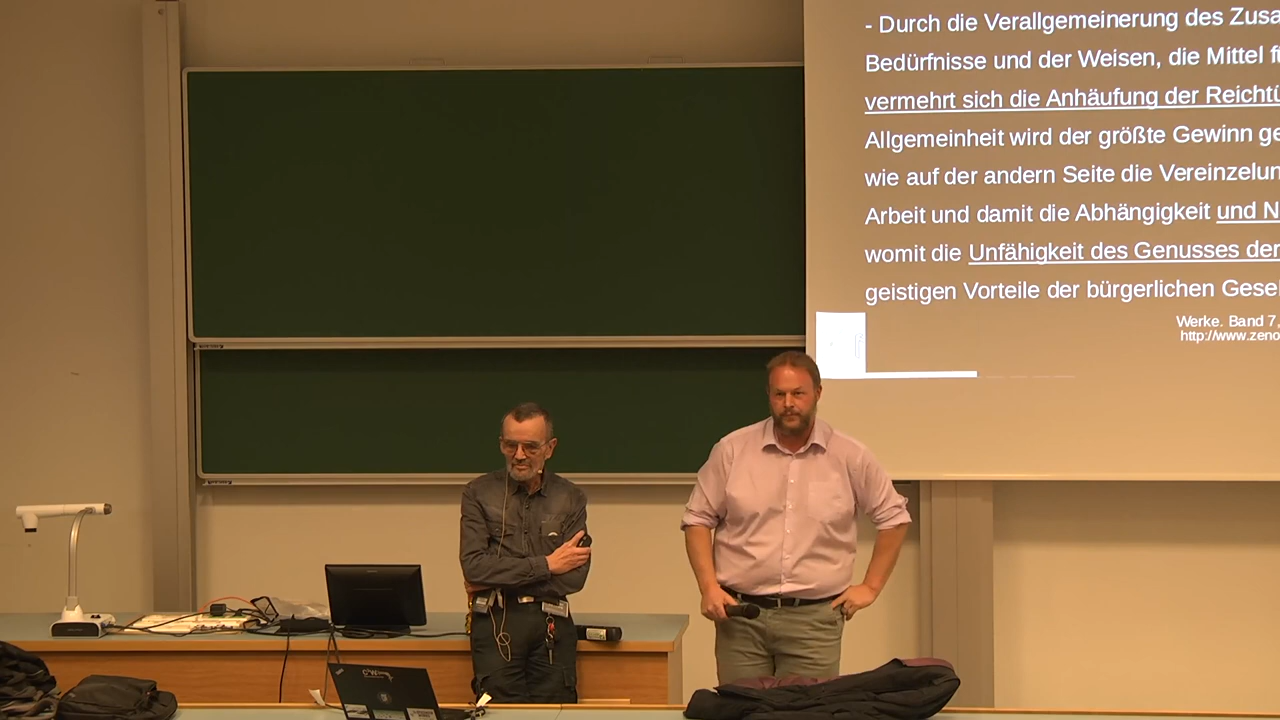 - Durch die Verallgemeinerung des Zusa
Bedürfnisse und der Weisen, die Mittel f
vermehrt sich die Anhäufung der Reichtü
Allgemeinheit wird der größte Gewinn ge
wie auf der andern Seite die Vereinzelun
Arbeit und damit die Abhängigkeit und N
womit die Unfähigkeit des Genusses der
geistigen Vorteile der bürgerlichen Gesel
Werke. Band 7,
http://www.zeno